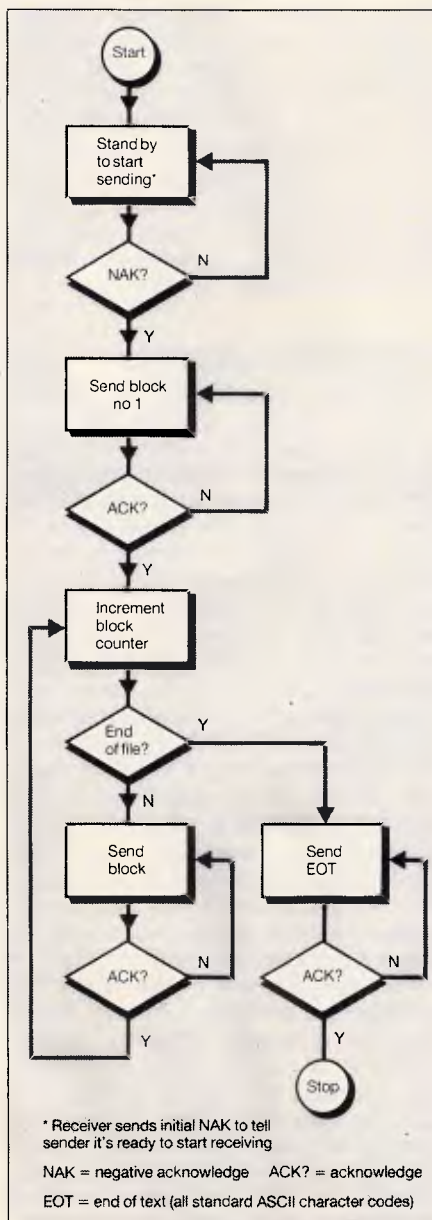 Start
Stand by
to start
sending*
NAK?
N
Y
Send block
no 1
ACK?
N
Y
Increment
block
counter
End
of file?
Y
N
Send
block
Send
EOT
ACK?
N
ACK?
N
Y
Y
Stop
* Receiver sends initial NAK to tell
sender it's ready to start receiving
NAK = negative acknowledge ACK? = acknowledge
EOT = end of text (all standard ASCII character codes)